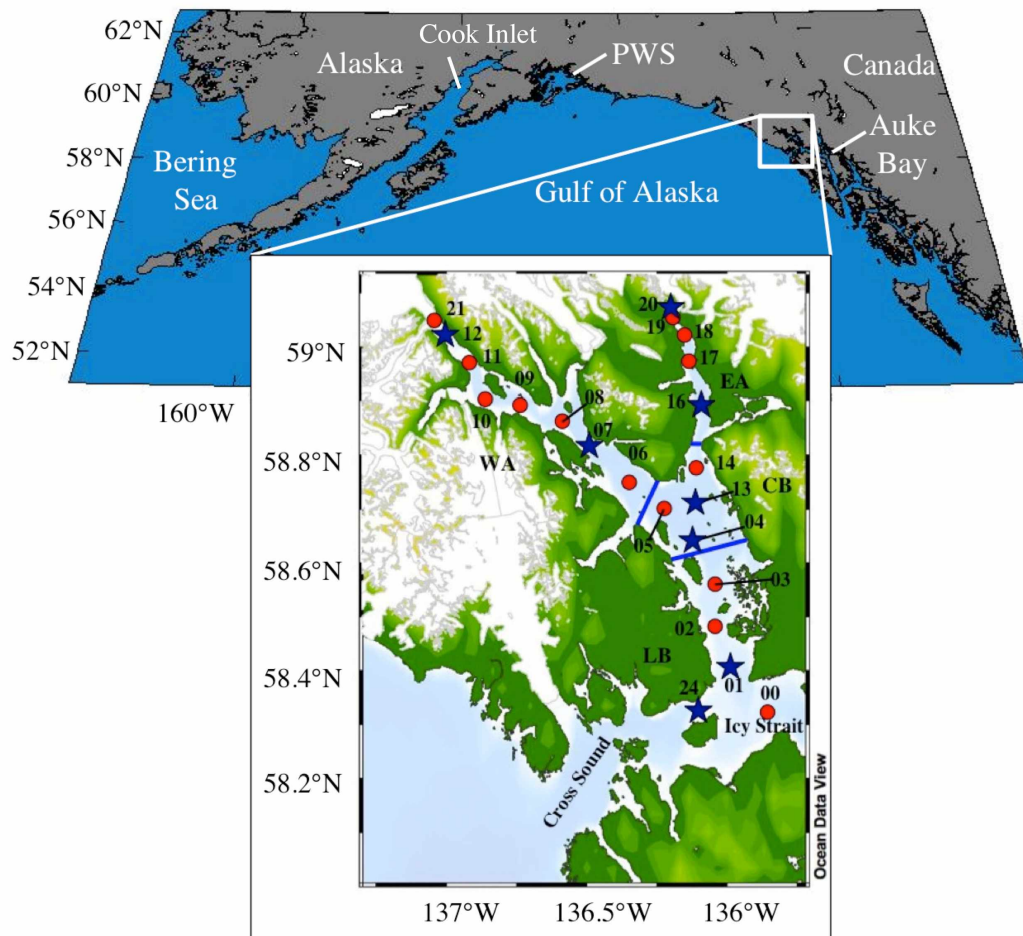 62°N
60°N
58°N
56°N
54°N
52°N
160°W
Alaska
Cook Inlet
PWS
Canada
Auke
Bay
Bering
Sea
Gulf of Alaska
59°N
58.8°N
58.6°N
58.4°N
58.2°N
137°W
136.5°W
136°W
21
12
11
10
09
08
07
06
05
WA
20
19
18
17
16
EA
14
13
CB
04
03
02
LB
01
24
00
Icy Strait
Cross Sound
Ocean Data View